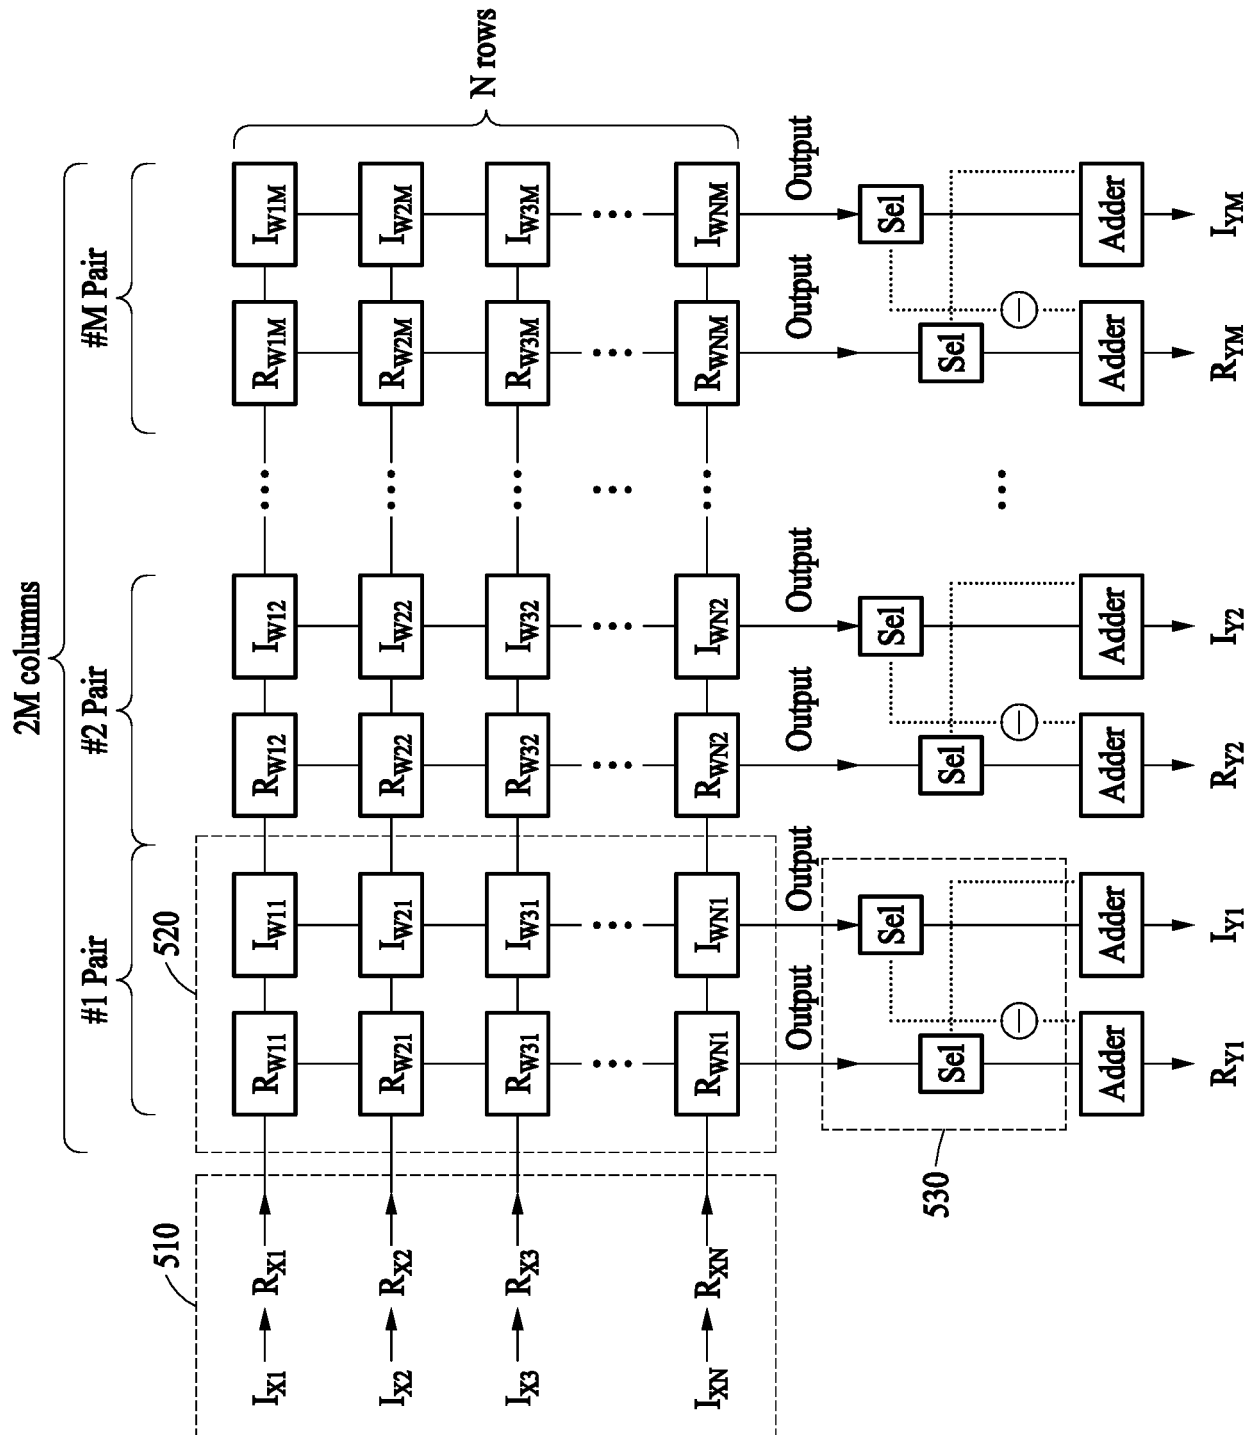 2M columns
#1 Pair
#2 Pair
#M Pair
510
520
I_X1 R_X1 R_W11 I_W11 R_W12 I_W12 R_W1M I_W1M
I_X2 R_X2 R_W21 I_W21 R_W22 I_W22 R_W2M I_W2M
I_X3 R_X3 R_W31 I_W31 R_W32 I_W32 R_W3M I_W3M
I_XN R_XN R_WN1 I_WN1 R_WN2 I_WN2 R_WNM I_WNM
N rows
Output Output Output Output Output Output
Sel Sel Sel
Sel Sel Sel
530
Adder Adder Adder Adder Adder Adder
R_Y1 I_Y1 R_Y2 I_Y2 R_YM I_YM